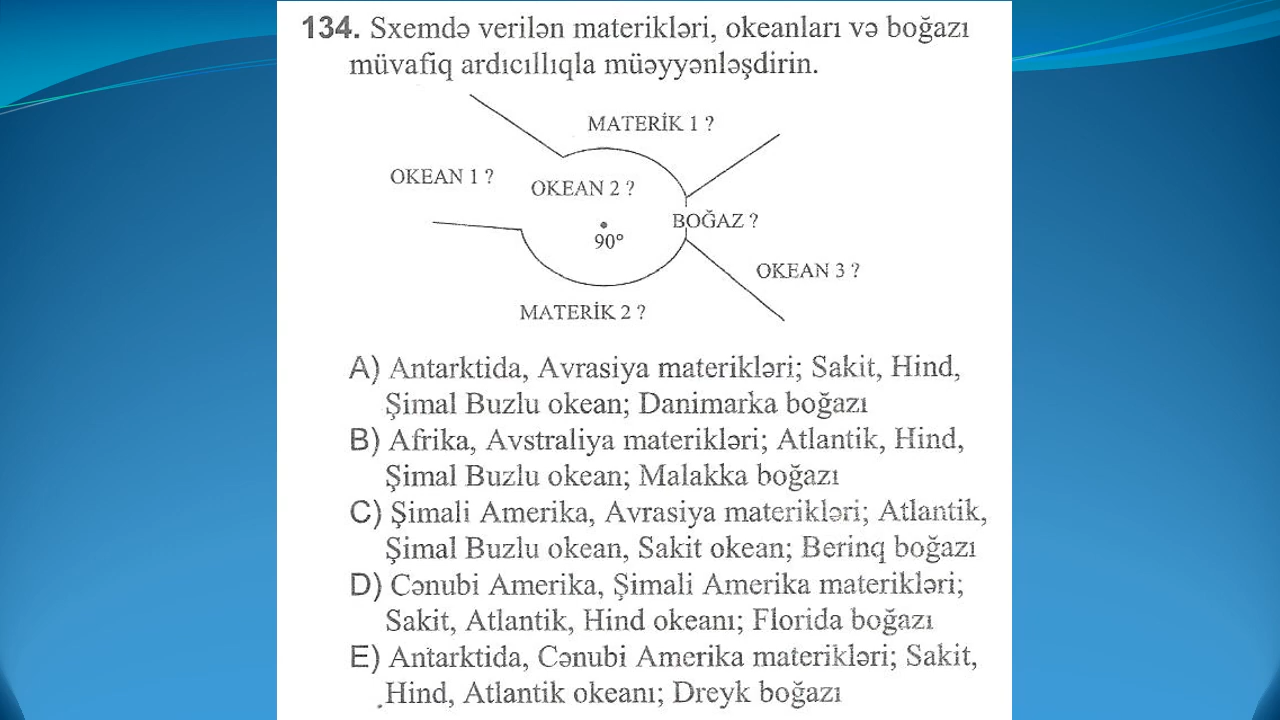 134. Sxemdə verilən materikləri, okeanları və boğazı
müvafiq ardıcıllıqla müəyyənləşdirin.
MATERİK 1 ?
OKEAN 1 ?
OKEAN 2 ?
BOĞAZ ?
90°
OKEAN 3 ?
MATERİK 2 ?
A) Antarktida, Avrasiya materikləri; Sakit, Hind,
Şimal Buzlu okean; Danimarka boğazı
B) Afrika, Avstraliya materikləri; Atlantik, Hind,
Şimal Buzlu okean; Malakka boğazı
C) Şimali Amerika, Avrasiya materikləri; Atlantik,
Şimal Buzlu okean, Sakit okean; Berinq boğazı
D) Cənubi Amerika, Şimali Amerika materikləri;
Sakit, Atlantik, Hind okeanı; Florida boğazı
E) Antarktida, Cənubi Amerika materikləri; Sakit,
Hind, Atlantik okeanı; Dreyk boğazı